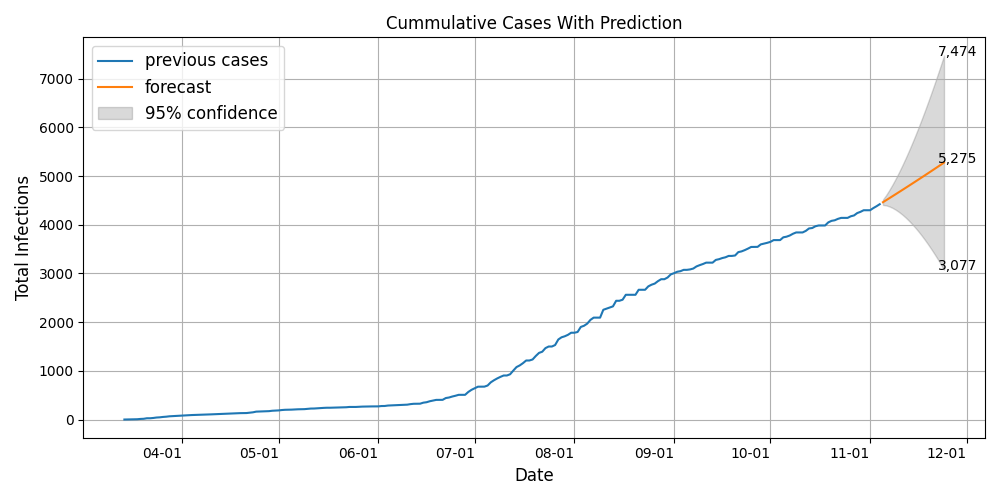 Cummulative Cases With Prediction
previous cases
forecast
95% confidence
7,474
5,275
3,077
7000
6000
5000
4000
3000
2000
1000
0
Total Infections
04-01 05-01 06-01 07-01 08-01 09-01 10-01 11-01 12-01
Date